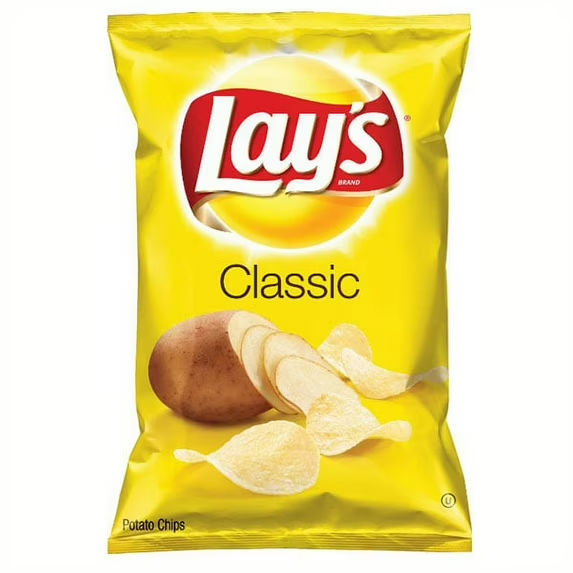 Lay's®
BRAND
Classic
Potato Chips
U